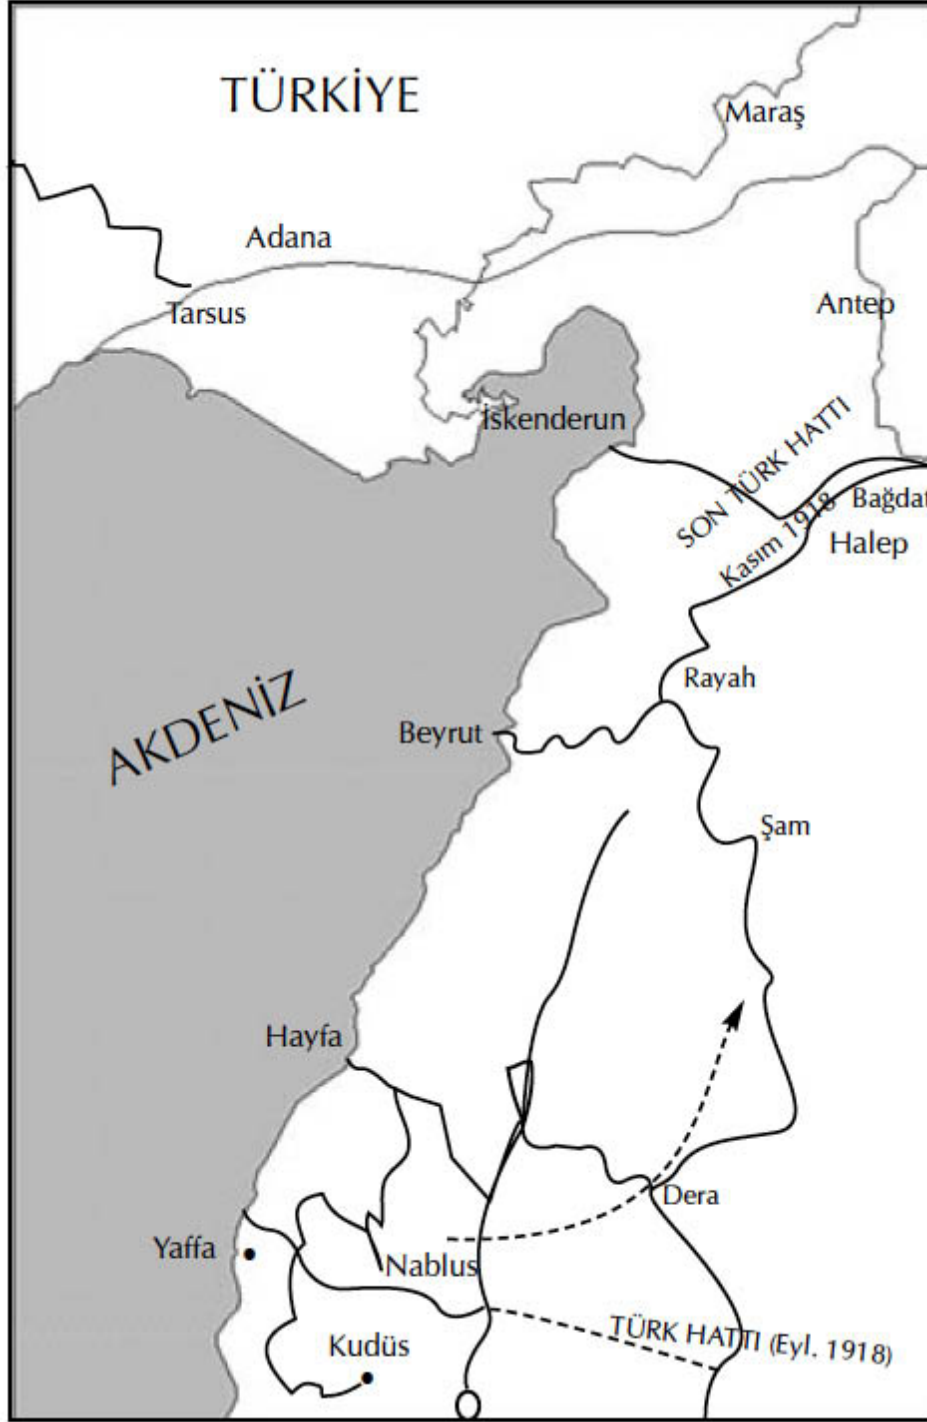 TÜRKİYE
Maraş
Adana
Tarsus
Antep
İskenderun
SON TÜRK HATTI
Kasım 1918
Bağdat
Halep
Rayah
AKDENİZ
Beyrut
Şam
Hayfa
Dera
Yaffa
Nablus
TÜRK HATTI (Eyl. 1918)
Kudüs